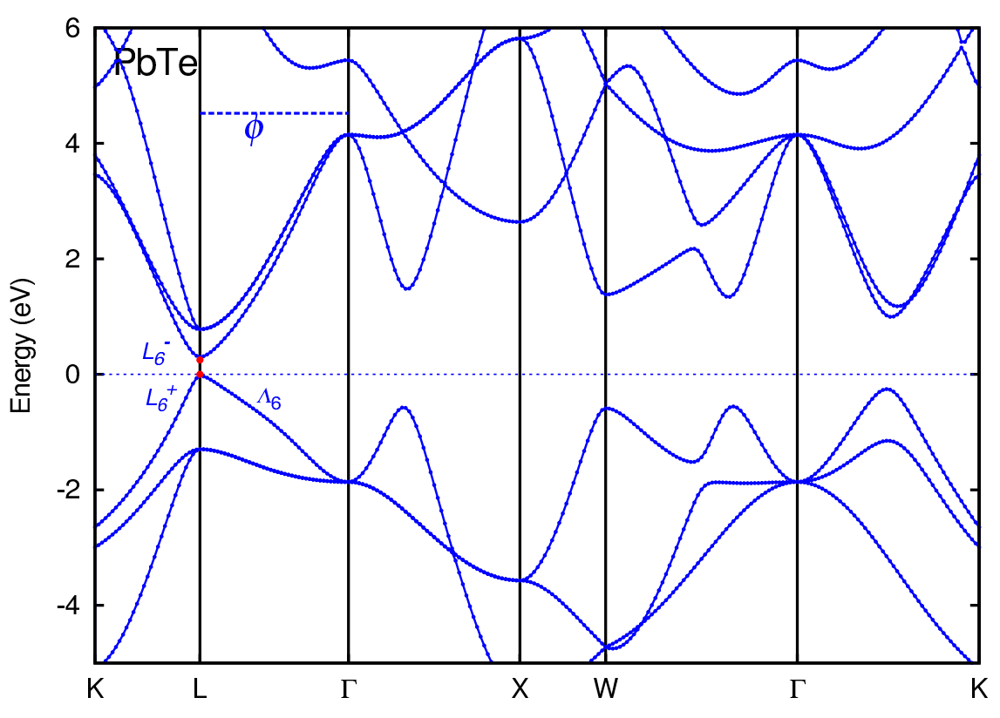 6
PbTe
ϕ
4
2
L6-
0
L6+
Λ6
-2
-4
Energy (eV)
K L Γ X W Γ K